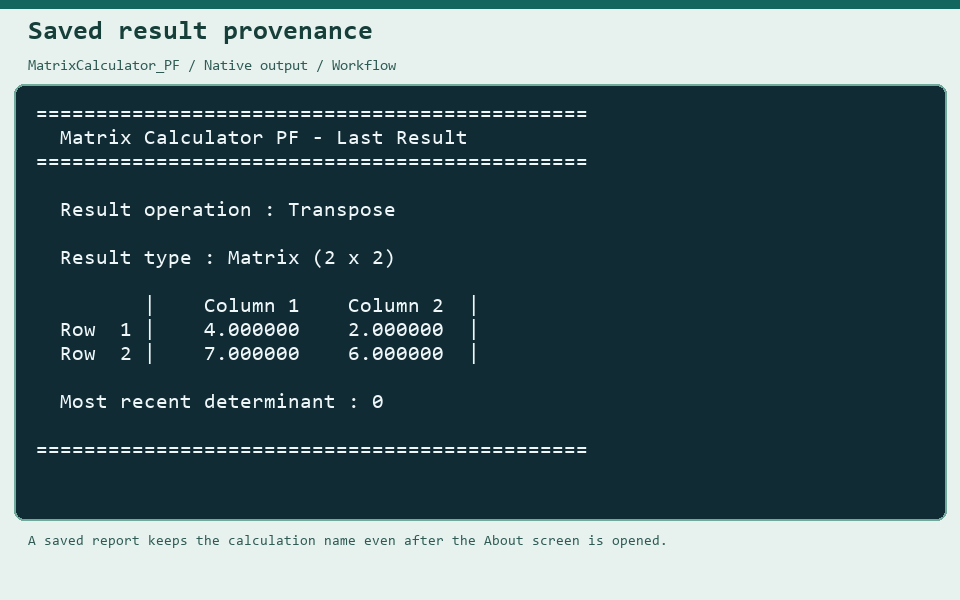 Saved result provenance
MatrixCalculator_PF / Native output / Workflow
==============================================
Matrix Calculator PF - Last Result
==============================================
Result operation : Transpose
Result type : Matrix (2 x 2)
| Column 1 Column 2 |
Row 1 | 4.000000 2.000000 |
Row 2 | 7.000000 6.000000 |
Most recent determinant : 0
==============================================
A saved report keeps the calculation name even after the About screen is opened.